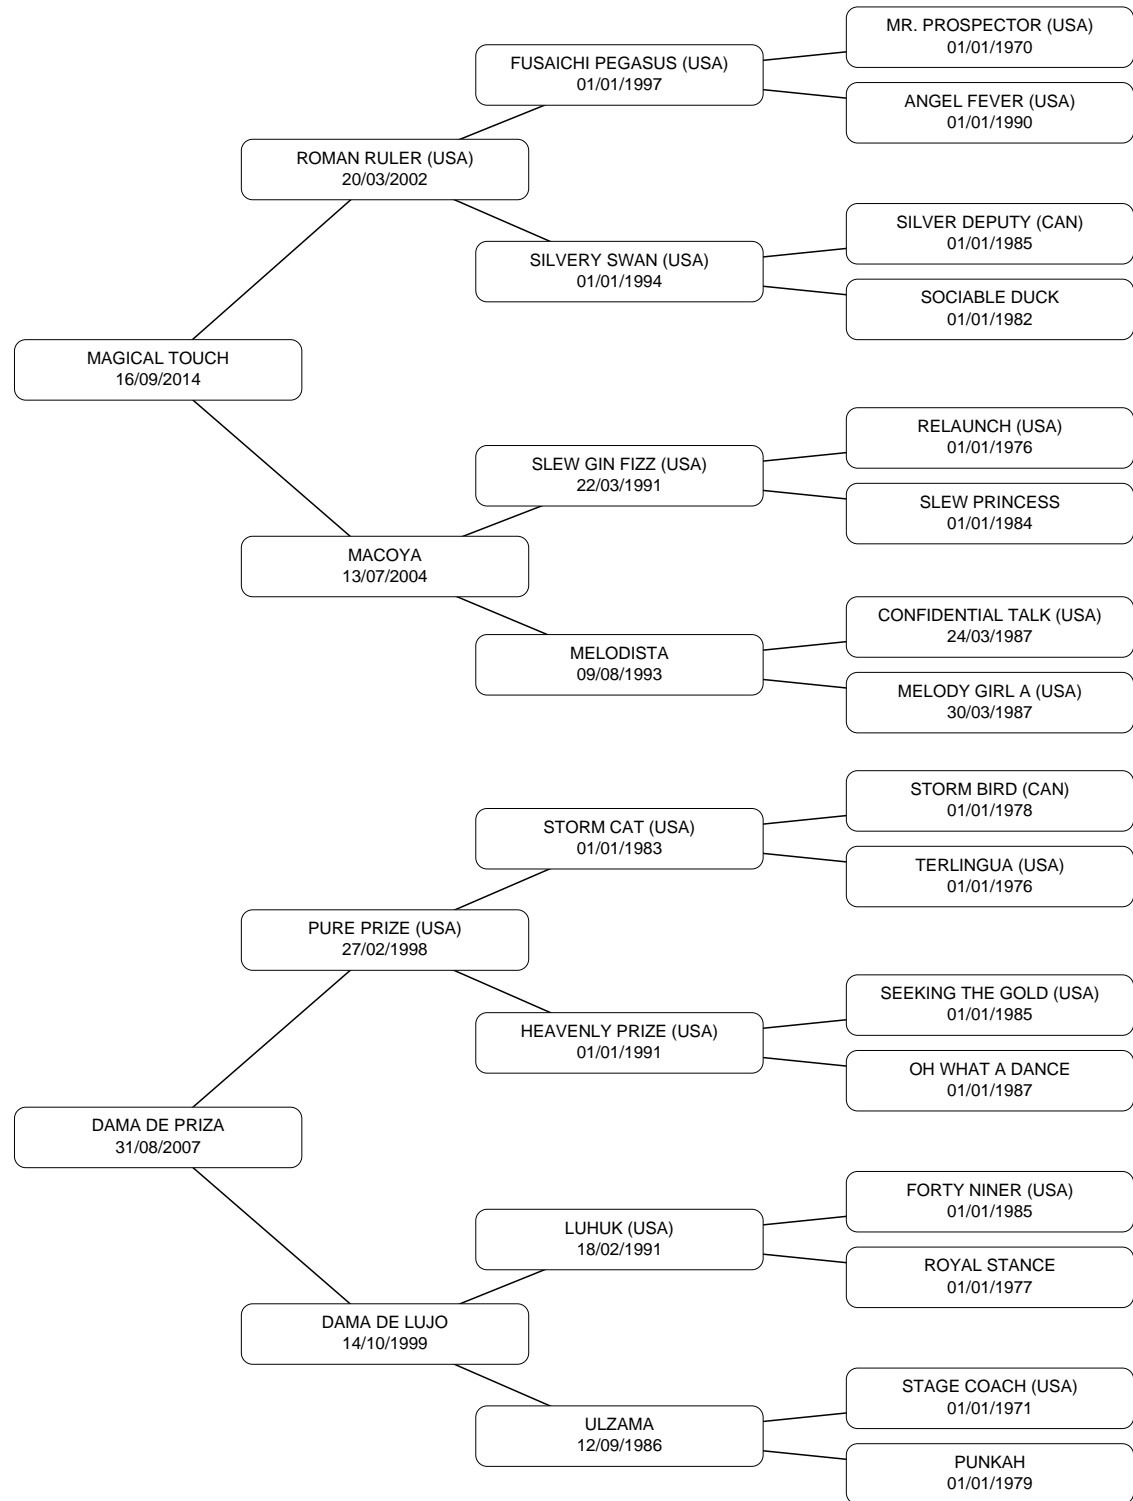 MR. PROSPECTOR (USA)
01/01/1970
FUSAICHI PEGASUS (USA)
01/01/1997
ANGEL FEVER (USA)
01/01/1990
ROMAN RULER (USA)
20/03/2002
SILVER DEPUTY (CAN)
01/01/1985
SILVERY SWAN (USA)
01/01/1994
SOCIABLE DUCK
01/01/1982
MAGICAL TOUCH
16/09/2014
RELAUNCH (USA)
01/01/1976
SLEW GIN FIZZ (USA)
22/03/1991
SLEW PRINCESS
01/01/1984
MACOYA
13/07/2004
CONFIDENTIAL TALK (USA)
24/03/1987
MELODISTA
09/08/1993
MELODY GIRL A (USA)
30/03/1987
STORM BIRD (CAN)
01/01/1978
STORM CAT (USA)
01/01/1983
TERLINGUA (USA)
01/01/1976
PURE PRIZE (USA)
27/02/1998
SEEKING THE GOLD (USA)
01/01/1985
HEAVENLY PRIZE (USA)
01/01/1991
OH WHAT A DANCE
01/01/1987
DAMA DE PRIZA
31/08/2007
FORTY NINER (USA)
01/01/1985
LUHUK (USA)
18/02/1991
ROYAL STANCE
01/01/1977
DAMA DE LUJO
14/10/1999
STAGE COACH (USA)
01/01/1971
ULZAMA
12/09/1986
PUNKAH
01/01/1979